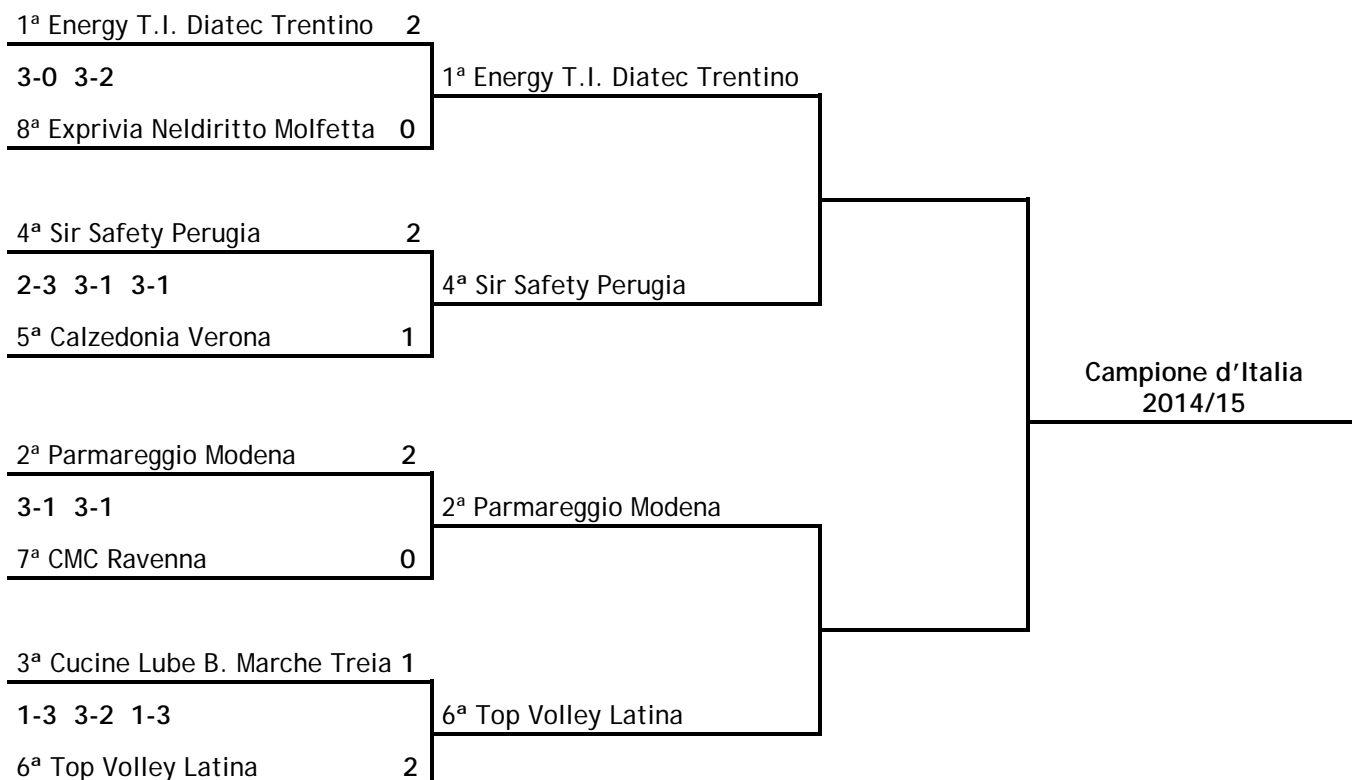 1ª Energy T.I. Diatec Trentino 2
3-0 3-2
8ª Exprivia Neldiritto Molfetta 0
1ª Energy T.I. Diatec Trentino
4ª Sir Safety Perugia 2
2-3 3-1 3-1
5ª Calzedonia Verona 1
4ª Sir Safety Perugia
2ª Parmareggio Modena 2
3-1 3-1
7ª CMC Ravenna 0
2ª Parmareggio Modena
3ª Cucine Lube B. Marche Treia 1
1-3 3-2 1-3
6ª Top Volley Latina 2
6ª Top Volley Latina
Campione d’Italia
2014/15